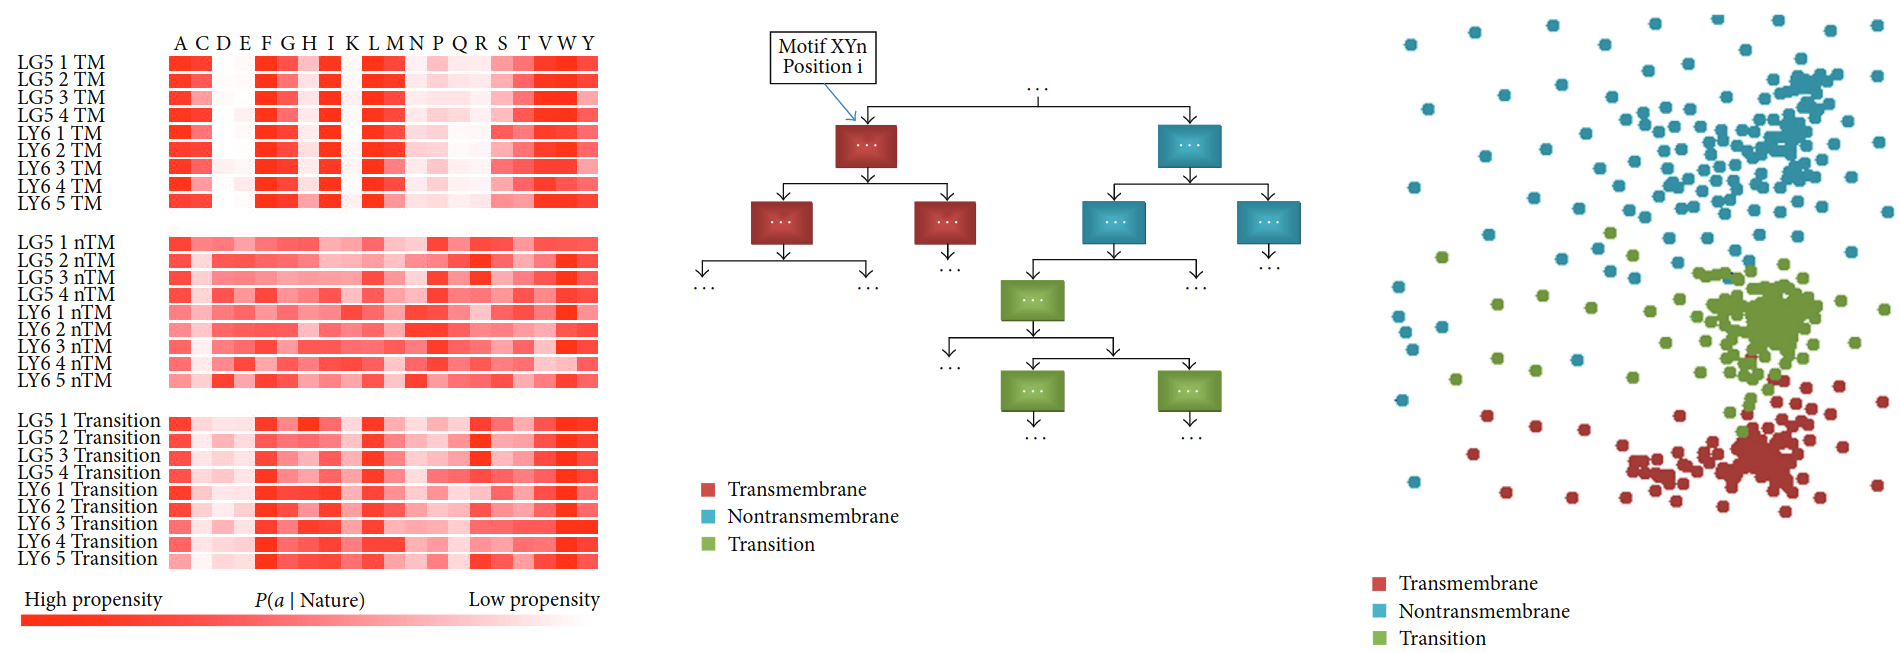 A C D E F G H I K L M N P Q R S T V W Y
LG5 1 TM
LG5 2 TM
LG5 3 TM
LG5 4 TM
LY6 1 TM
LY6 2 TM
LY6 3 TM
LY6 4 TM
LY6 5 TM
LG5 1 nTM
LG5 2 nTM
LG5 3 nTM
LG5 4 nTM
LY6 1 nTM
LY6 2 nTM
LY6 3 nTM
LY6 4 nTM
LY6 5 nTM
LG5 1 Transition
LG5 2 Transition
LG5 3 Transition
LG5 4 Transition
LY6 1 Transition
LY6 2 Transition
LY6 3 Transition
LY6 4 Transition
LY6 5 Transition
High propensity P(a | Nature) Low propensity
Motif XYn
Position i
...
... ...
... ... ... ...
... ...
... ... ...
...
...
... ...
... ...
Transmembrane
Nontransmembrane
Transition
Transmembrane
Nontransmembrane
Transition